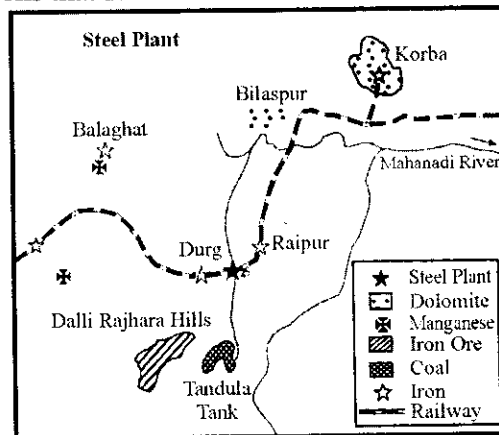 Steel Plant
Korba
Bilaspur
Balaghat
Mahanadi River
Durg
Raipur
Dalli Rajhara Hills
Tandula
Tank
Steel Plant
Dolomite
Manganese
Iron Ore
Coal
Iron
Railway